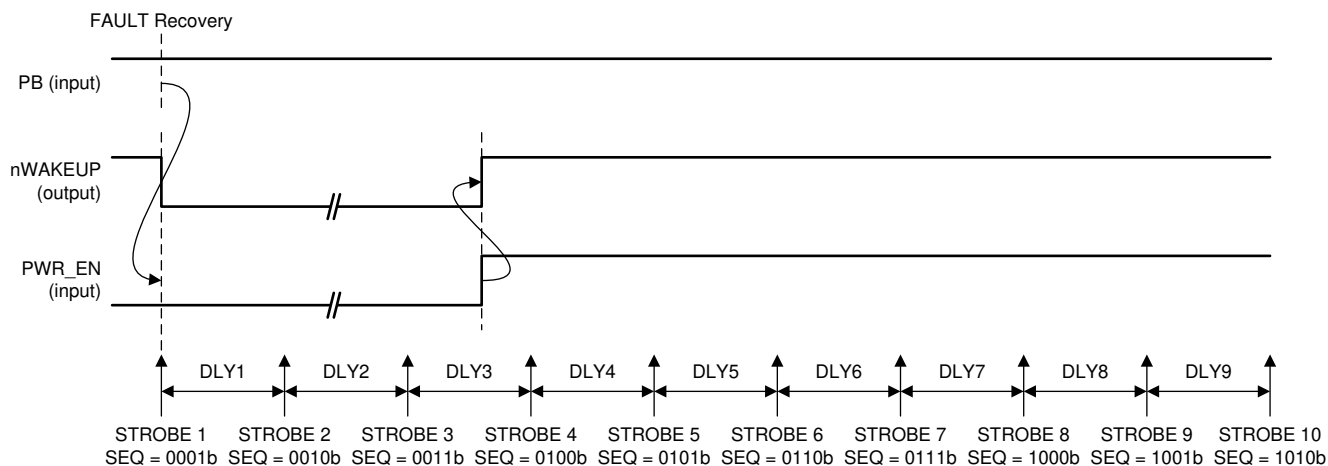 FAULT Recovery
PB (input)
nWAKEUP
(output)
PWR_EN
(input)
DLY1 DLY2 DLY3 DLY4 DLY5 DLY6 DLY7 DLY8 DLY9
STROBE 1 STROBE 2 STROBE 3 STROBE 4 STROBE 5 STROBE 6 STROBE 7 STROBE 8 STROBE 9 STROBE 10
SEQ = 0001b SEQ = 0010b SEQ = 0011b SEQ = 0100b SEQ = 0101b SEQ = 0110b SEQ = 0111b SEQ = 1000b SEQ = 1001b SEQ = 1010b